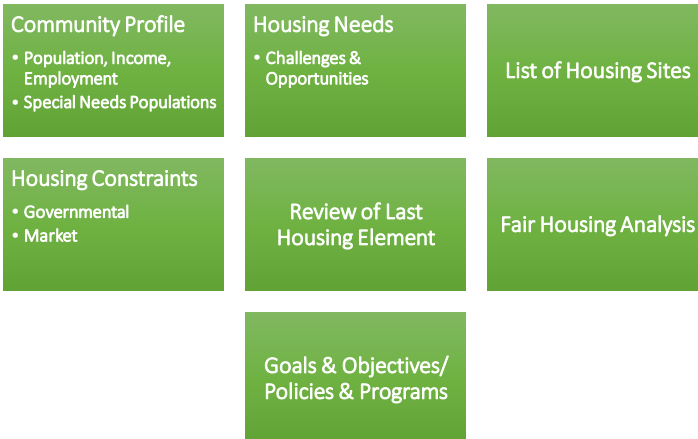 Community Profile
• Population, Income,
Employment
• Special Needs Populations
Housing Needs
• Challenges &
Opportunities
List of Housing Sites
Housing Constraints
• Governmental
• Market
Review of Last
Housing Element
Fair Housing Analysis
Goals & Objectives/
Policies & Programs